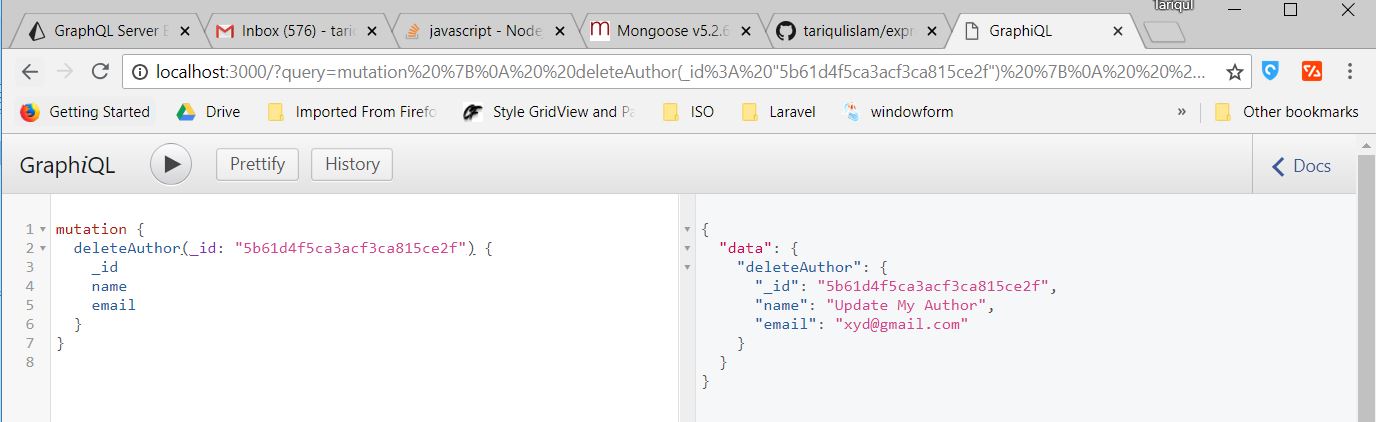 Tariqul
GraphQL Server E
Inbox (576) - tari
javascript - Node
Mongoose v5.2.6
tariqulislam/expr
GraphiQL
localhost:3000/?query=mutation%20%7B%0A%20%20deleteAuthor(_id%3A%20"5b61d4f5ca3acf3ca815ce2f")%20%7B%0A%20%20%2...
Getting Started
Drive
Imported From Firefo
Style GridView and Pa
ISO
Laravel
windowform
»
Other bookmarks
GraphiQL
Prettify
History
Docs
1 mutation {
2 deleteAuthor(_id: "5b61d4f5ca3acf3ca815ce2f") {
3 _id
4 name
5 email
6 }
7 }
8
{
"data": {
"deleteAuthor": {
"_id": "5b61d4f5ca3acf3ca815ce2f",
"name": "Update My Author",
"email": "xyd@gmail.com"
}
}
}